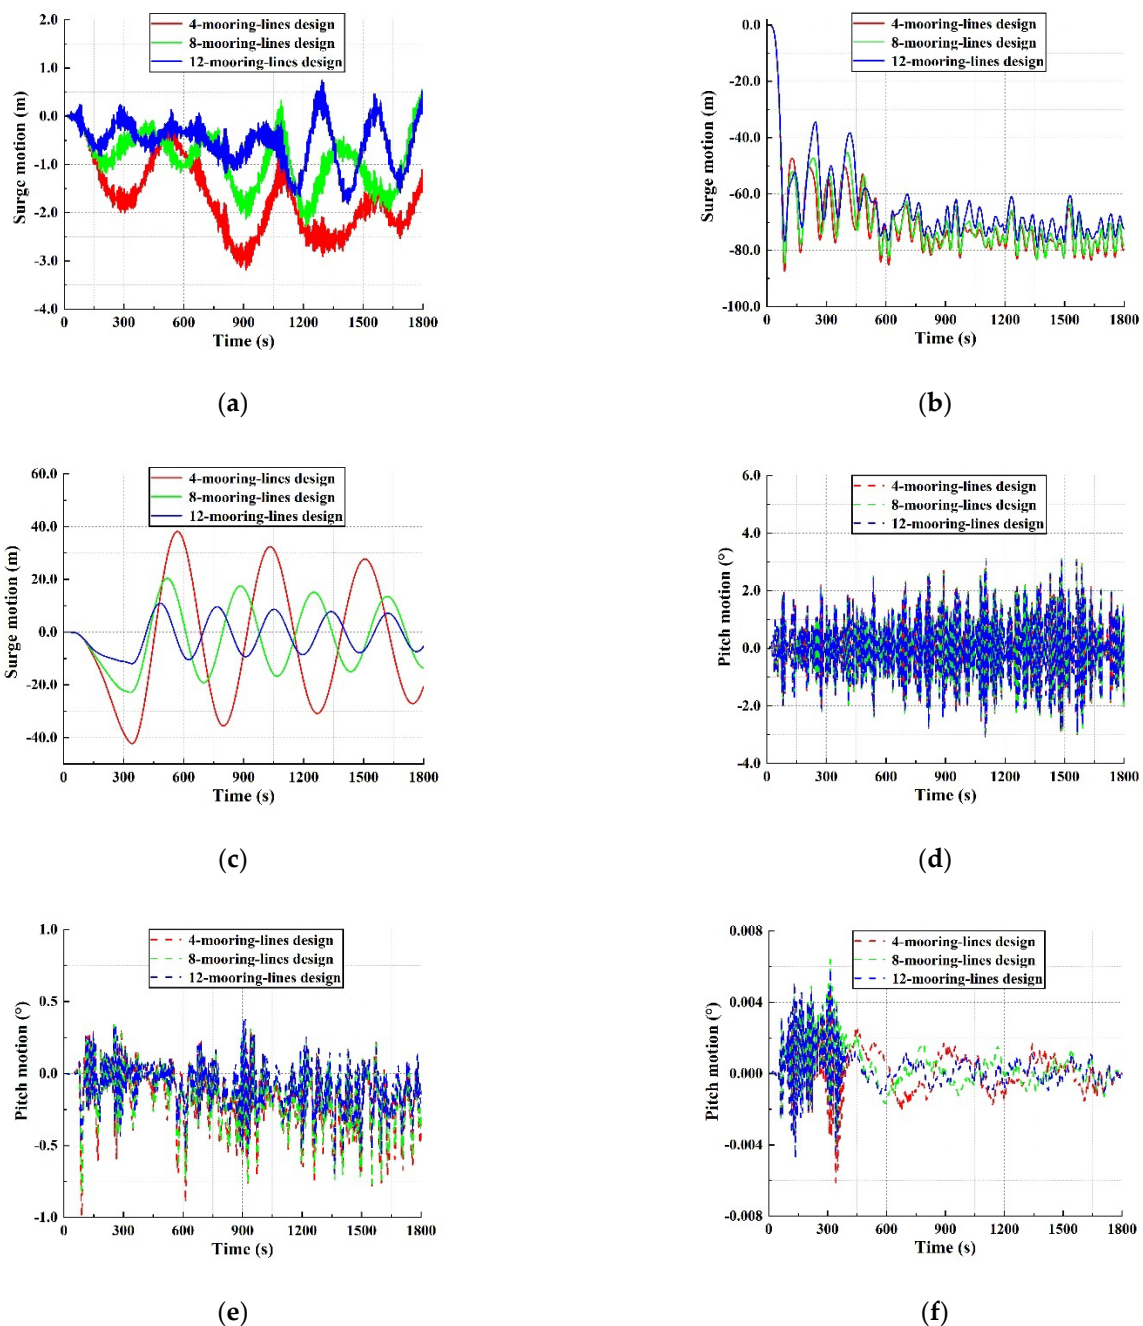 2.0
1.0
0.0
-1.0
-2.0
-3.0
-4.0
Surge motion (m)
4-mooring-lines design
8-mooring-lines design
12-mooring-lines design
0 300 600 900 1200 1500 1800
Time (s)
(a)
0.0
-20.0
-40.0
-60.0
-80.0
-100.0
Surge motion (m)
4-mooring-lines design
8-mooring-lines design
12-mooring-lines design
0 300 600 900 1200 1500 1800
Time (s)
(b)
60.0
40.0
20.0
0.0
-20.0
-40.0
Surge motion (m)
4-mooring-lines design
8-mooring-lines design
12-mooring-lines design
0 300 600 900 1200 1500 1800
Time (s)
(c)
6.0
4.0
2.0
0.0
-2.0
-4.0
Pitch motion (°)
4-mooring-lines design
8-mooring-lines design
12-mooring-lines design
0 300 600 900 1200 1500 1800
Time (s)
(d)
1.0
0.5
0.0
-0.5
-1.0
Pitch motion (°)
4-mooring-lines design
8-mooring-lines design
12-mooring-lines design
0 300 600 900 1200 1500 1800
Time (s)
(e)
0.008
0.004
0.000
-0.004
-0.008
Pitch motion (°)
4-mooring-lines design
8-mooring-lines design
12-mooring-lines design
0 300 600 900 1200 1500 1800
Time (s)
(f)